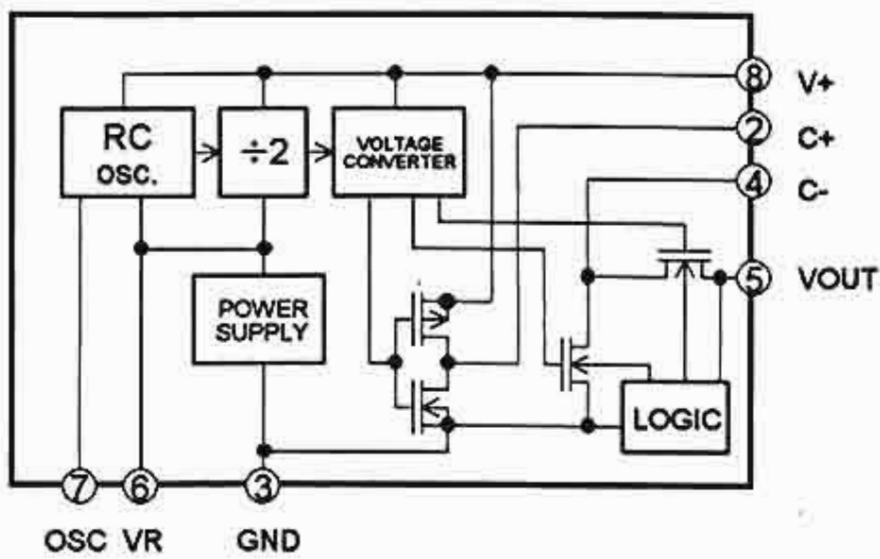 8 V+
RC
OSC.
÷2
VOLTAGE
CONVERTER
2 C+
4 C-
5 VOUT
POWER
SUPPLY
LOGIC
7 6 3
OSC VR GND